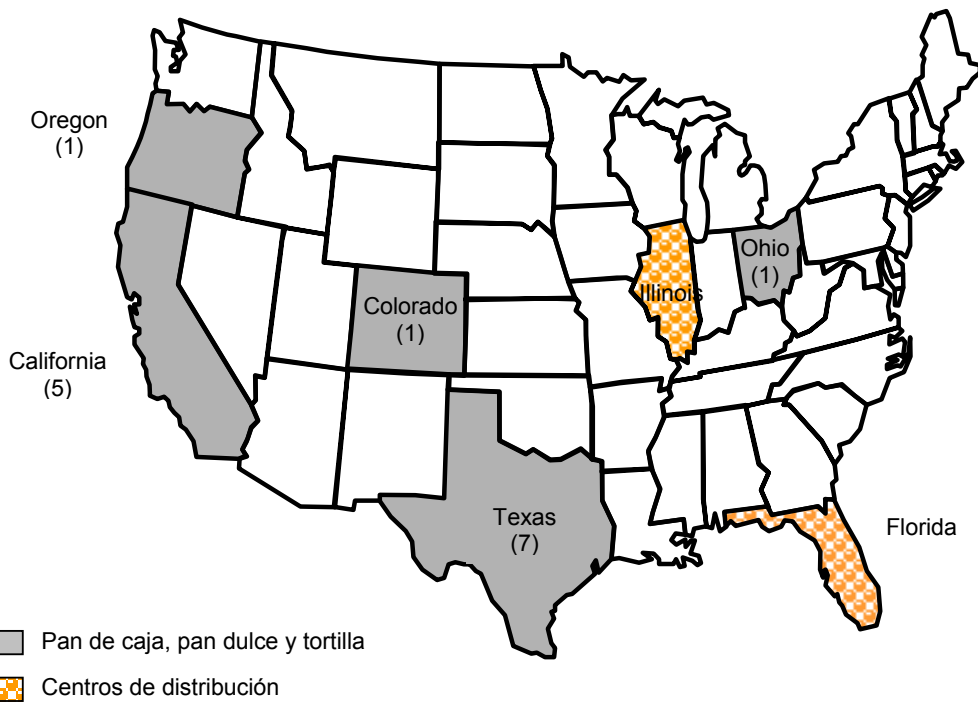 Oregon
(1)
Ohio
(1)
Illinois
Colorado
(1)
California
(5)
Texas
(7)
Florida
Pan de caja, pan dulce y tortilla
Centros de distribución